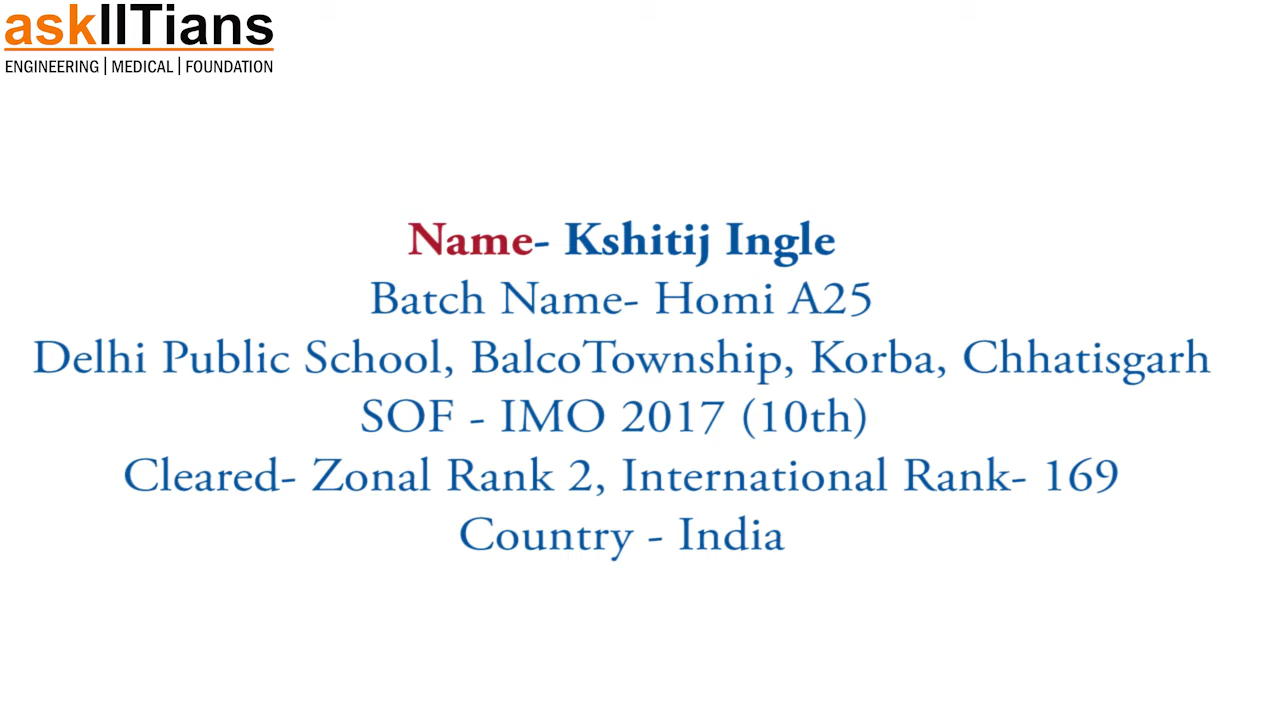 askIITians
ENGINEERING | MEDICAL | FOUNDATION
Name- Kshitij Ingle
Batch Name- Homi A25
Delhi Public School, BalcoTownship, Korba, Chhatisgarh
SOF - IMO 2017 (10th)
Cleared- Zonal Rank 2, International Rank- 169
Country - India